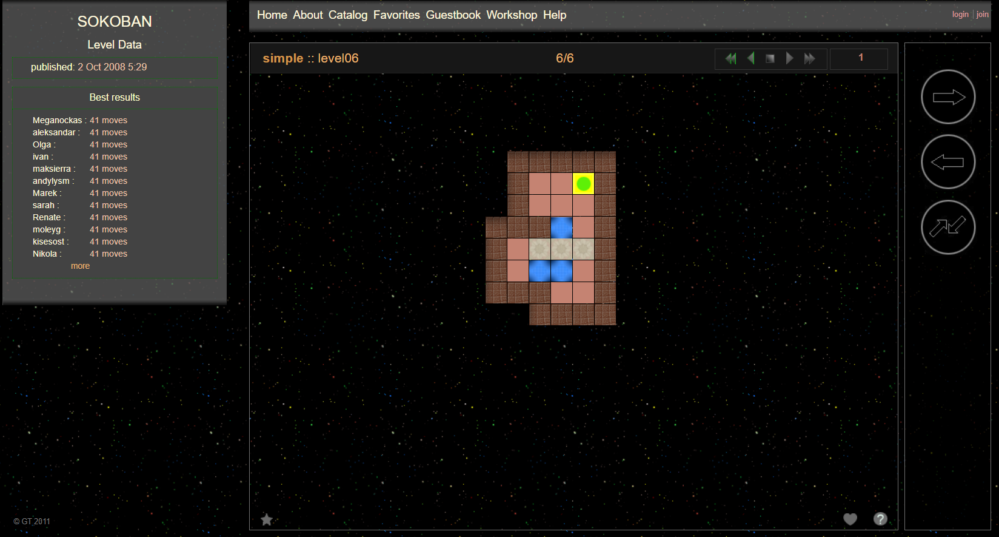 SOKOBAN
Level Data
published: 2 Oct 2008 5:29
Best results
Meganockas : 41 moves
aleksandar : 41 moves
Olga : 41 moves
ivan : 41 moves
maksierra : 41 moves
andylysm : 41 moves
Marek : 41 moves
sarah : 41 moves
Renate : 41 moves
moleyg : 41 moves
kisesost : 41 moves
Nikola : 41 moves
more
© GT 2011
Home About Catalog Favorites Guestbook Workshop Help
login | join
simple :: level06 6/6 1
?